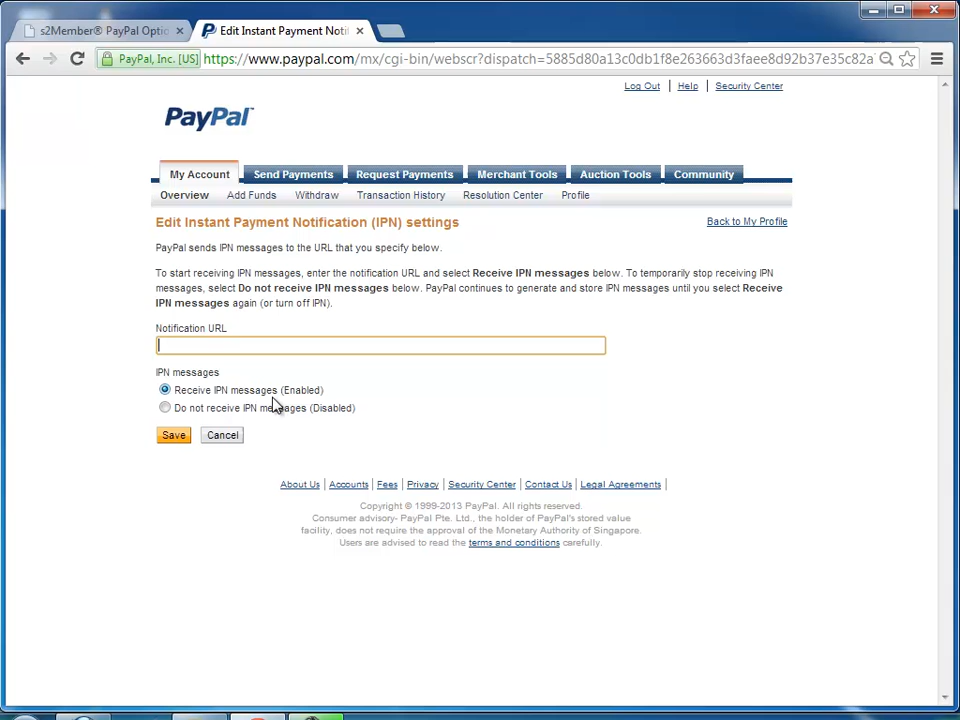 s2Member® PayPal Optio
Edit Instant Payment Noti
PayPal, Inc. [US] https://www.paypal.com/mx/cgi-bin/webscr?dispatch=5885d80a13c0db1f8e263663d3faee8d92b37e35c82a
Log Out | Help | Security Center
PayPal™
My Account Send Payments Request Payments Merchant Tools Auction Tools Community
Overview Add Funds Withdraw Transaction History Resolution Center Profile
Edit Instant Payment Notification (IPN) settings
Back to My Profile
PayPal sends IPN messages to the URL that you specify below.
To start receiving IPN messages, enter the notification URL and select Receive IPN messages below. To temporarily stop receiving IPN
messages, select Do not receive IPN messages below. PayPal continues to generate and store IPN messages until you select Receive
IPN messages again (or turn off IPN).
Notification URL
IPN messages
Receive IPN messages (Enabled)
Do not receive IPN messages (Disabled)
Save Cancel
About Us | Accounts | Fees | Privacy | Security Center | Contact Us | Legal Agreements |
Copyright © 1999-2013 PayPal. All rights reserved.
Consumer advisory- PayPal Pte. Ltd., the holder of PayPal's stored value
facility, does not require the approval of the Monetary Authority of Singapore.
Users are advised to read the terms and conditions carefully.